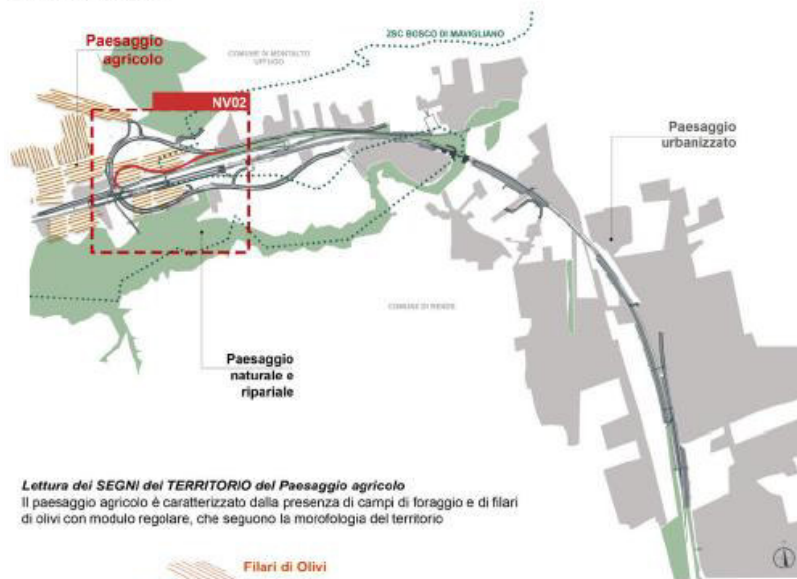 Paesaggio
agricolo
COMUNE DI MONTALTO
UFFUGO
ZSC BOSCO DI MAVIGLIANO
NV02
Paesaggio
urbanizzato
COMUNE DI RENDE
Paesaggio
naturale e
ripariale
Lettura dei SEGNI del TERRITORIO del Paesaggio agricolo
Il paesaggio agricolo è caratterizzato dalla presenza di campi di foraggio e di filari
di olivi con modulo regolare, che seguono la morofologia del territorio
Filari di Olivi